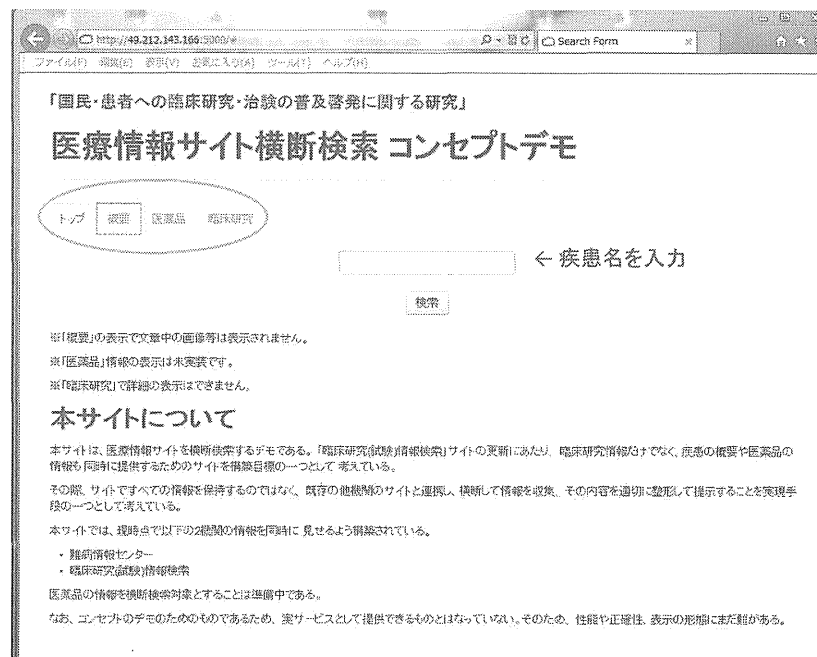 http://49.212.143.166:5000/#
Search Form
ファイル(F) 編集(E) 表示(V) お気に入り(A) ツール(T) ヘルプ(H)
「国民・患者への臨床研究・治験の普及啓発に関する研究」
医療情報サイト横断検索 コンセプトデモ
トップ 概要 医薬品 臨床研究
← 疾患名を入力
検索
※「概要」の表示で文章中の画像等は表示されません。
※「医薬品」情報の表示は未実装です。
※「臨床研究」で詳細の表示はできません。
本サイトについて
本サイトは、医療情報サイトを横断検索するデモである。「臨床研究(試験)情報検索」サイトの更新にあたり、臨床研究情報だけでなく、疾患の概要や医薬品の
情報も同時に提供するためのサイトを構築目標の一つとして 考えている。
その際、サイトですべての情報を保持するのではなく、既存の他機関のサイトと連携し、横断して情報を収集、その内容を適切に整形して提示することを実現手
段の一つとして考えている。
本サイトでは、現時点で以下の2機関の情報を同時に 見せるよう構築されている。
・ 難病情報センター
・ 臨床研究(試験)情報検索
医薬品の情報を横断検索対象とすることは準備中である。
なお、コンセプトのデモのためのものであるため、実サービスとして提供できるものとはなっていない。そのため、性能や正確性、表示の形態にまだ難がある。